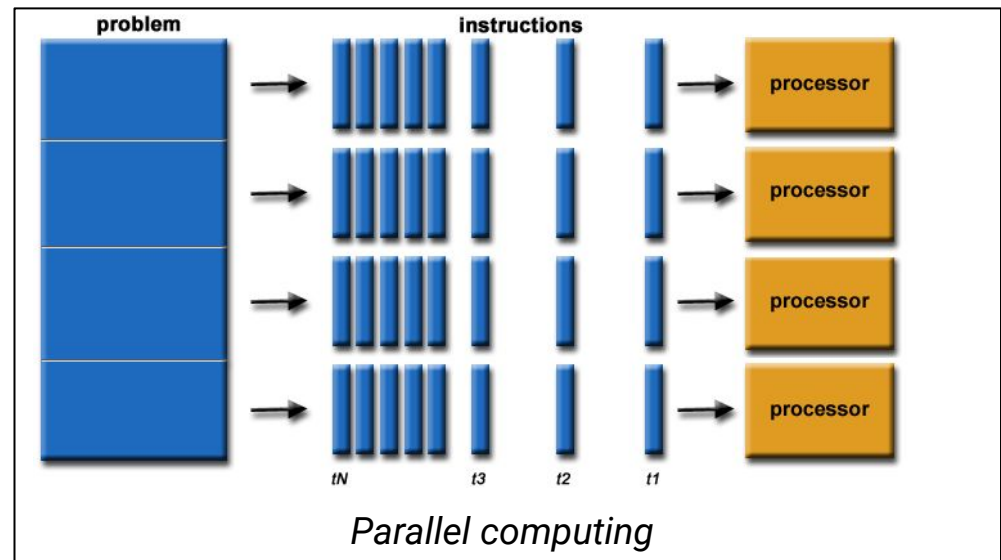 problem
instructions
processor
processor
processor
processor
tN t3 t2 t1
Parallel computing